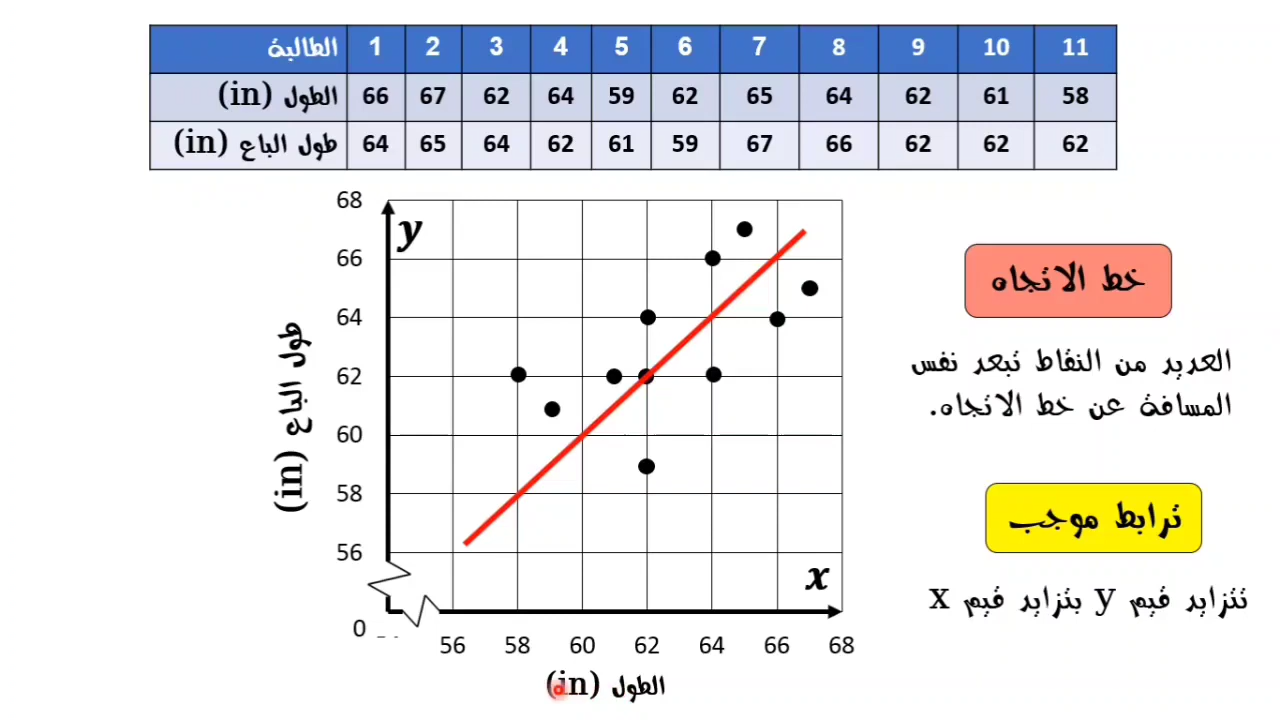 الطالبة 1 2 3 4 5 6 7 8 9 10 11
الطول (in) 66 67 62 64 59 62 65 64 62 61 58
طول الباع (in) 64 65 64 62 61 59 67 66 62 62 62
68
y
66
64
62
60
58
56
0
طول الباع (in)
x
56 58 60 62 64 66 68
الطول (in)
خط الاتجاه
العديد من النقاط تبعد نفس
المسافة عن خط الاتجاه.
ترابط موجب
تتزايد قيم y بتزايد قيم x